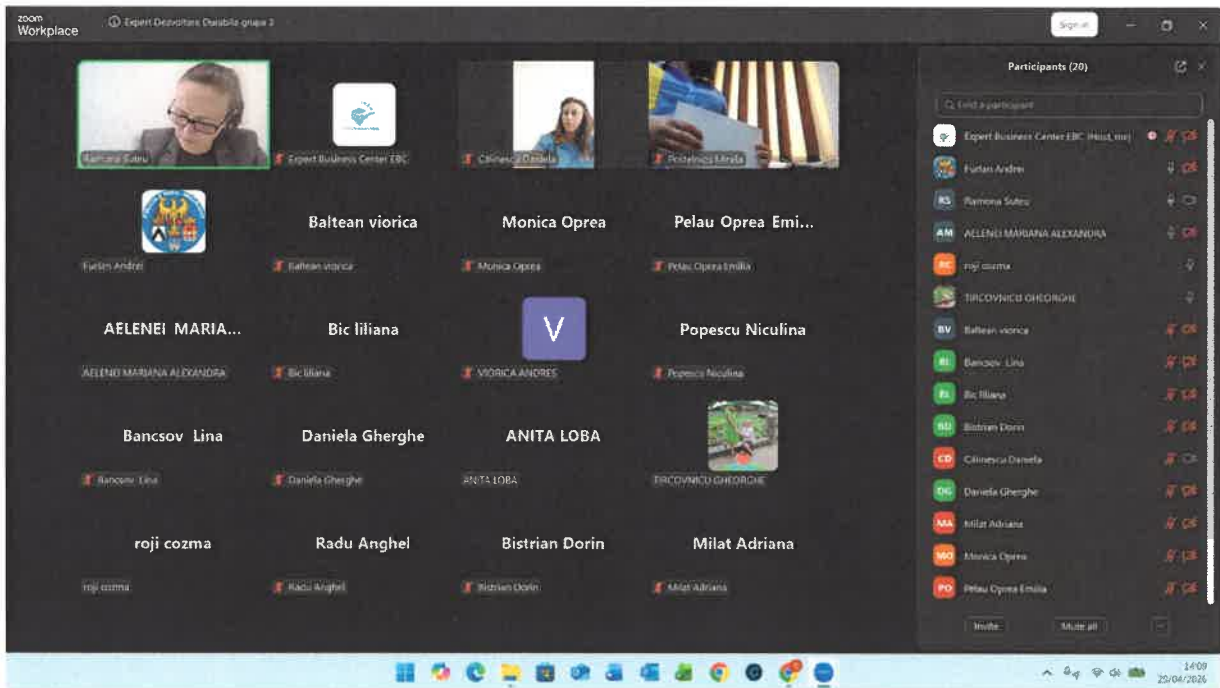 zoom
Workplace
Expert Dezvoltare Durabila grupa 3
Sign in
Ramona Suteu
Expert Business Center EBC
Călinescu Daniela
Postelnicu Mirela
Baltean viorica
Monica Oprea
Pelau Oprea Emi...
Furlan Andrei
Baltean viorica
Monica Oprea
Pelau Oprea Emilia
AELENEI MARIA...
Bic liliana
V
Popescu Niculina
AELENEI MARIANA ALEXANDRA
Bic liliana
VIORICA ANDRES
Popescu Niculina
Bancsov Lina
Daniela Gherghe
ANITA LOBA
Bancsov Lina
Daniela Gherghe
ANITA LOBA
TIRCOVNICU GHEORGHE
roji cozma
Radu Anghel
Bistrian Dorin
Milat Adriana
roji cozma
Radu Anghel
Bistrian Dorin
Milat Adriana
Participants (20)
Find a participant
Expert Business Center EBC (Host, me)
Furlan Andrei
RS Ramona Suteu
AM AELENEI MARIANA ALEXANDRA
RC roji cozma
TIRCOVNICU GHEORGHE
BV Baltean viorica
BL Bancsov Lina
BL Bic liliana
BD Bistrian Dorin
CD Călinescu Daniela
DG Daniela Gherghe
MA Milat Adriana
MO Monica Oprea
PO Pelau Oprea Emilia
Invite
Mute all
14:09
29/04/2026